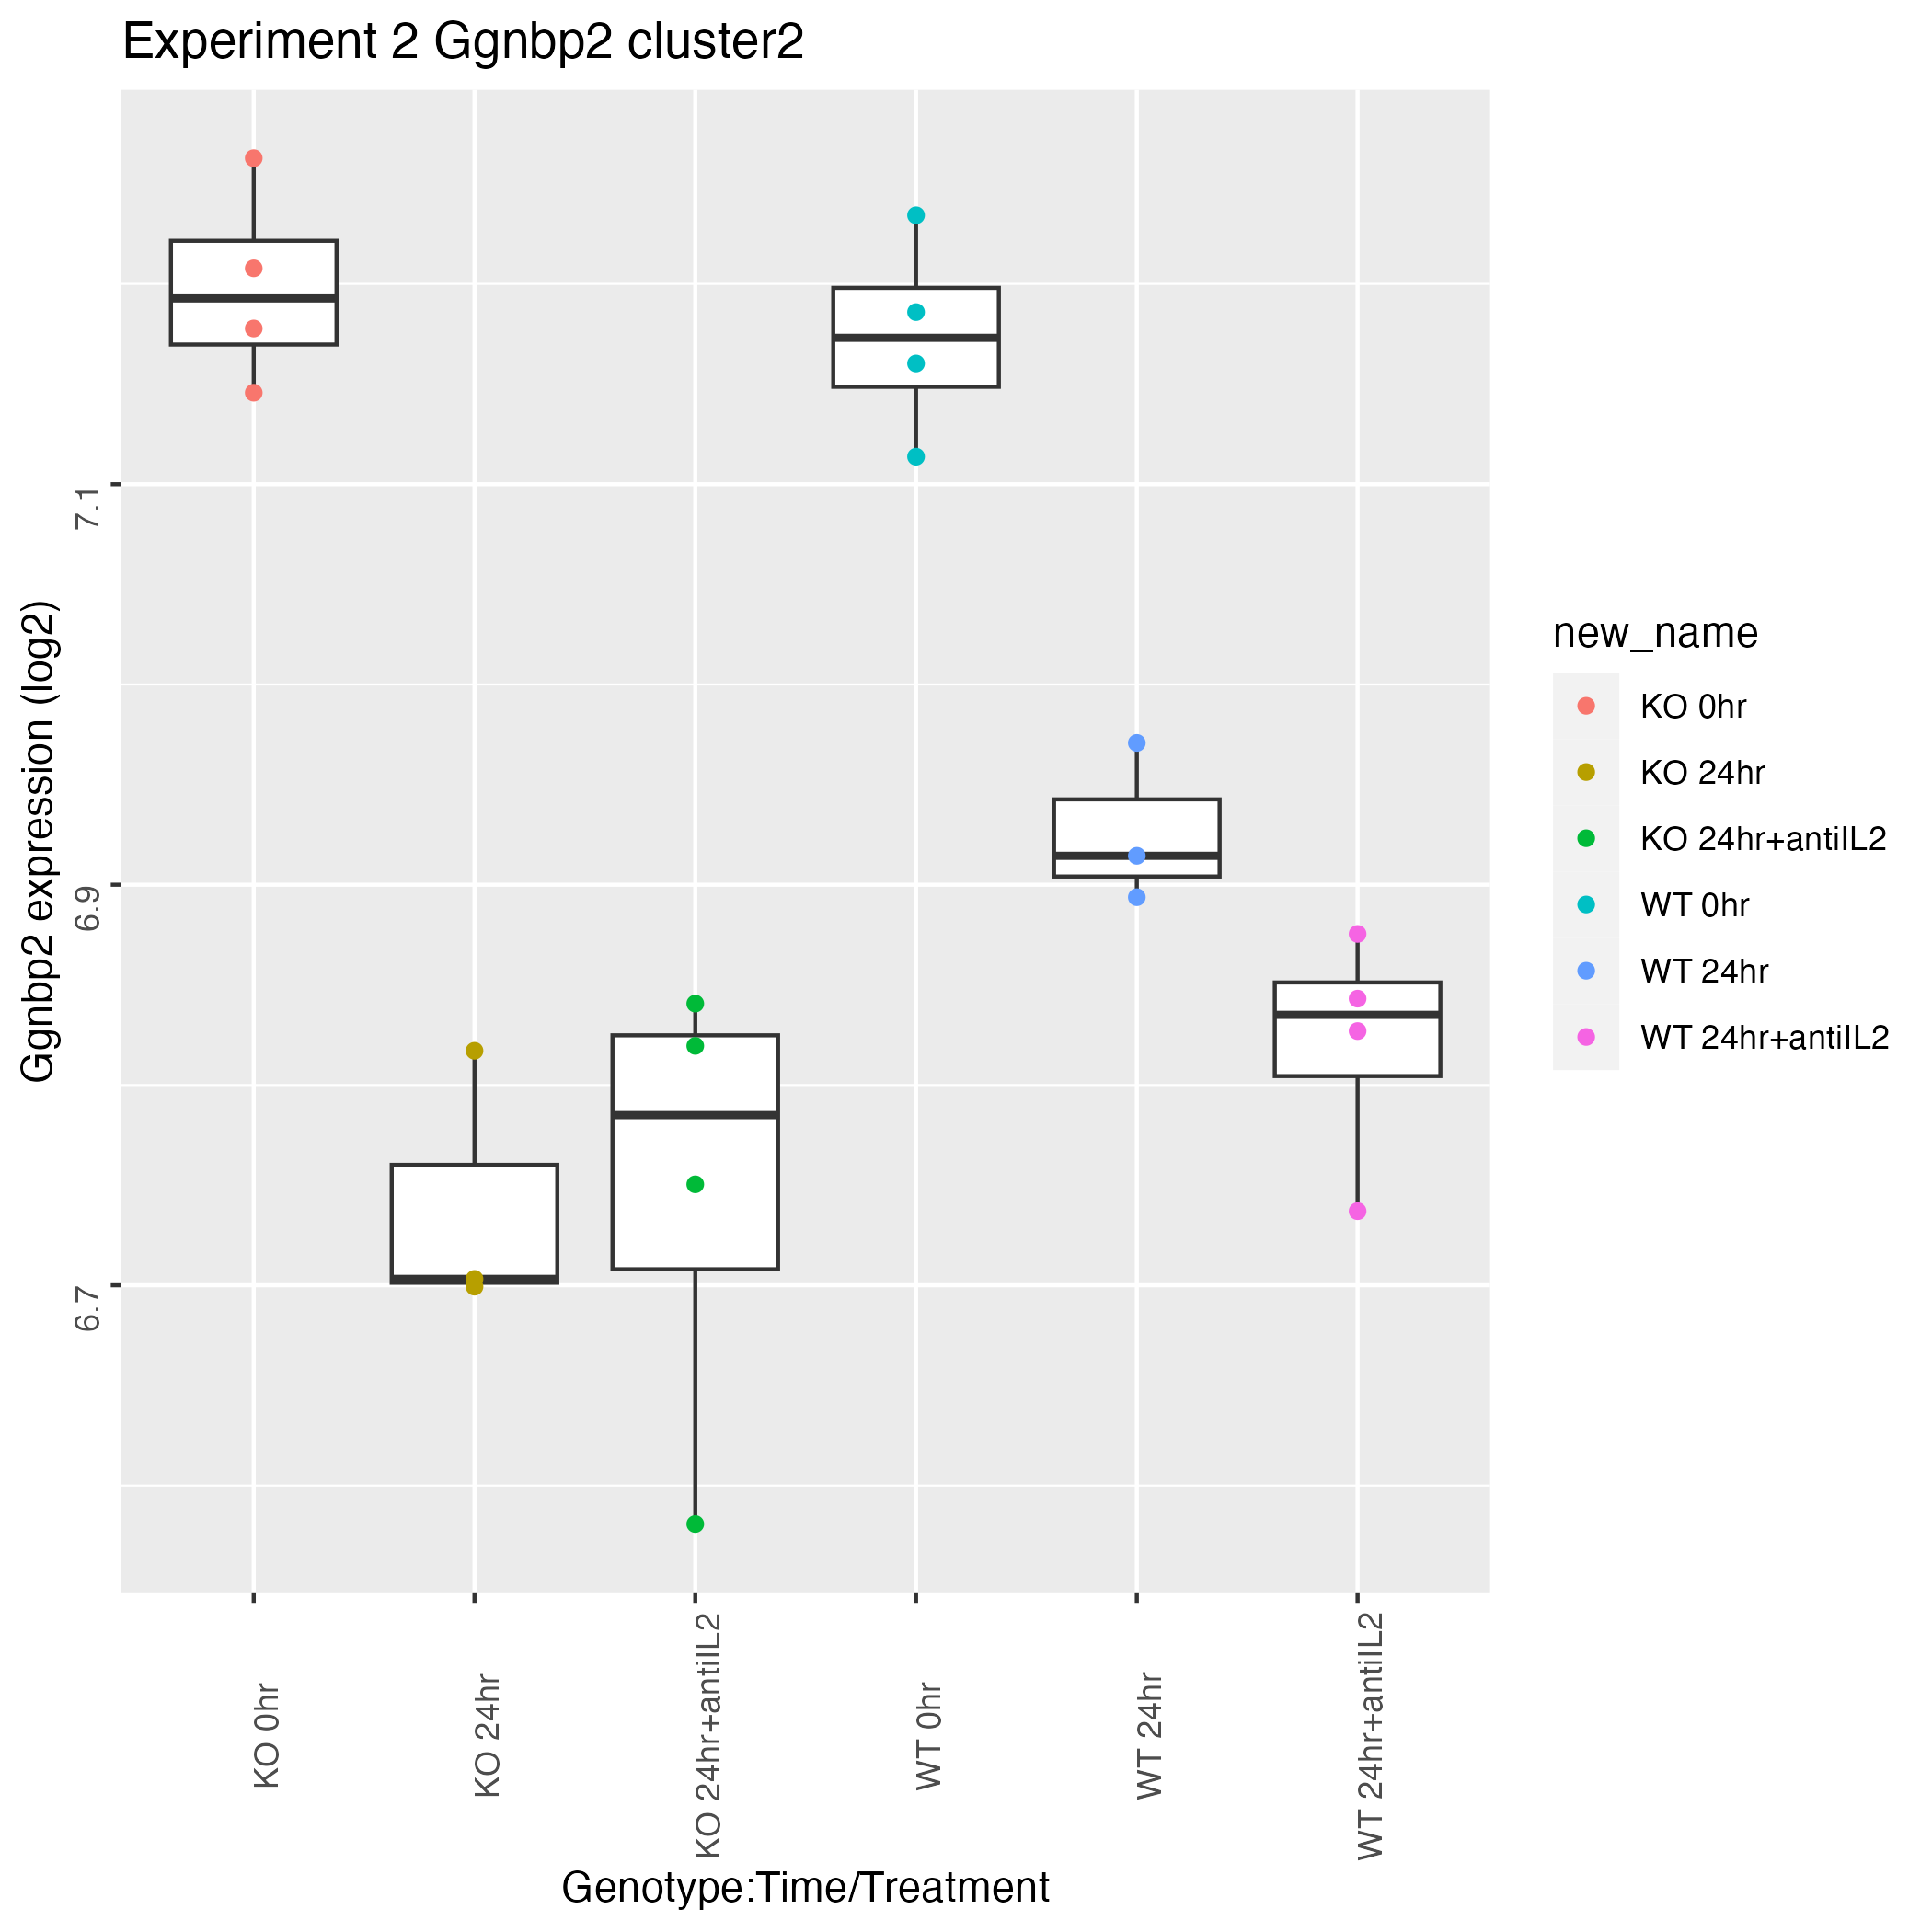 Experiment 2 Ggnbp2 cluster2
Ggnbp2 expression (log2)
7.1
6.9
6.7
KO 0hr
KO 24hr
KO 24hr+antiIL2
WT 0hr
WT 24hr
WT 24hr+antiIL2
Genotype:Time/Treatment
new_name
KO 0hr
KO 24hr
KO 24hr+antiIL2
WT 0hr
WT 24hr
WT 24hr+antiIL2